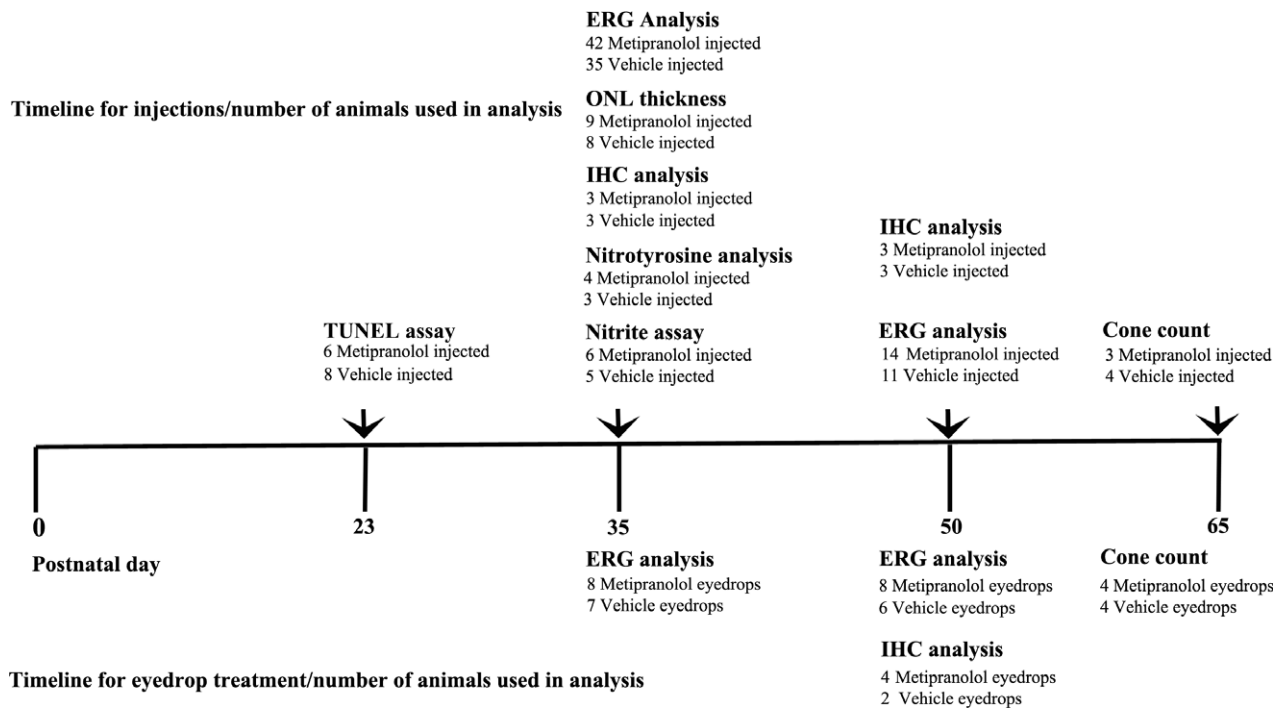 Timeline for injections/number of animals used in analysis
TUNEL assay
6 Metipranolol injected
8 Vehicle injected
ERG Analysis
42 Metipranolol injected
35 Vehicle injected
ONL thickness
9 Metipranolol injected
8 Vehicle injected
IHC analysis
3 Metipranolol injected
3 Vehicle injected
Nitrotyrosine analysis
4 Metipranolol injected
3 Vehicle injected
Nitrite assay
6 Metipranolol injected
5 Vehicle injected
IHC analysis
3 Metipranolol injected
3 Vehicle injected
ERG analysis
14 Metipranolol injected
11 Vehicle injected
Cone count
3 Metipranolol injected
4 Vehicle injected
0
23
35
50
65
Postnatal day
ERG analysis
8 Metipranolol eyedrops
7 Vehicle eyedrops
ERG analysis
8 Metipranolol eyedrops
6 Vehicle eyedrops
IHC analysis
4 Metipranolol eyedrops
2 Vehicle eyedrops
Cone count
4 Metipranolol eyedrops
4 Vehicle eyedrops
Timeline for eyedrop treatment/number of animals used in analysis